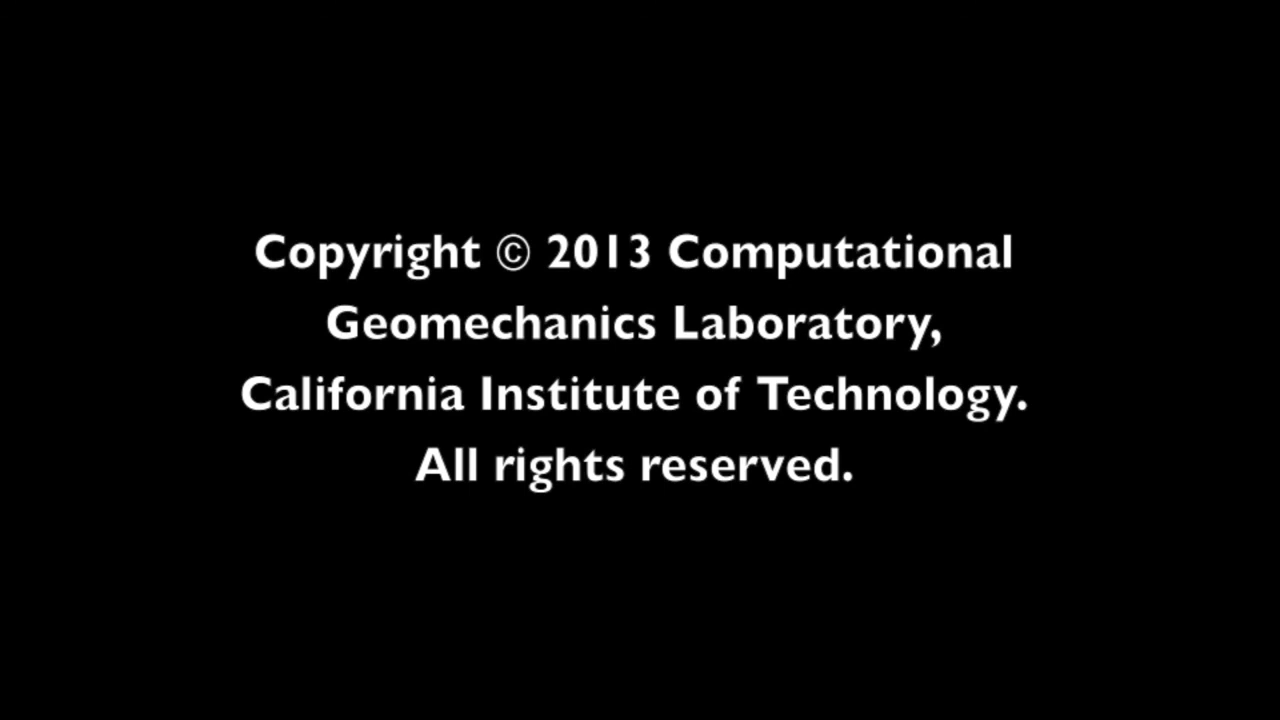 Copyright © 2013 Computational
Geomechanics Laboratory,
California Institute of Technology.
All rights reserved.